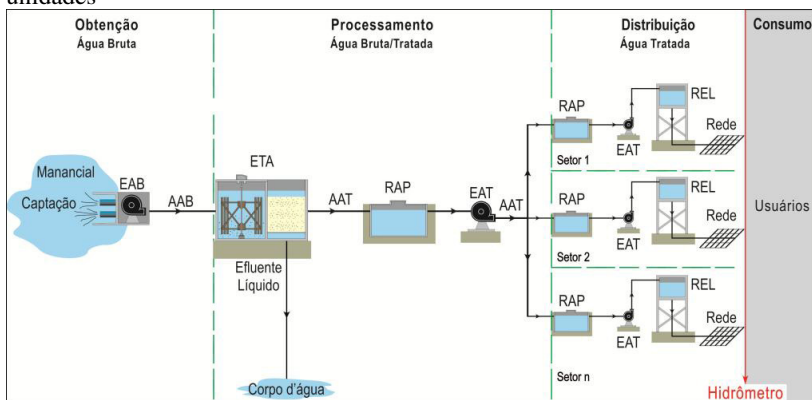 unidades
Obtenção
Água Bruta
Processamento
Água Bruta/Tratada
Distribuição
Água Tratada
Consumo
Manancial
Captação
EAB
AAB
ETA
Efluente
Líquido
Corpo d'água
AAT
RAP
EAT
AAT
RAP
EAT
REL
Rede
Setor 1
RAP
EAT
REL
Rede
Setor 2
RAP
EAT
REL
Rede
Setor n
Usuários
Hidrômetro